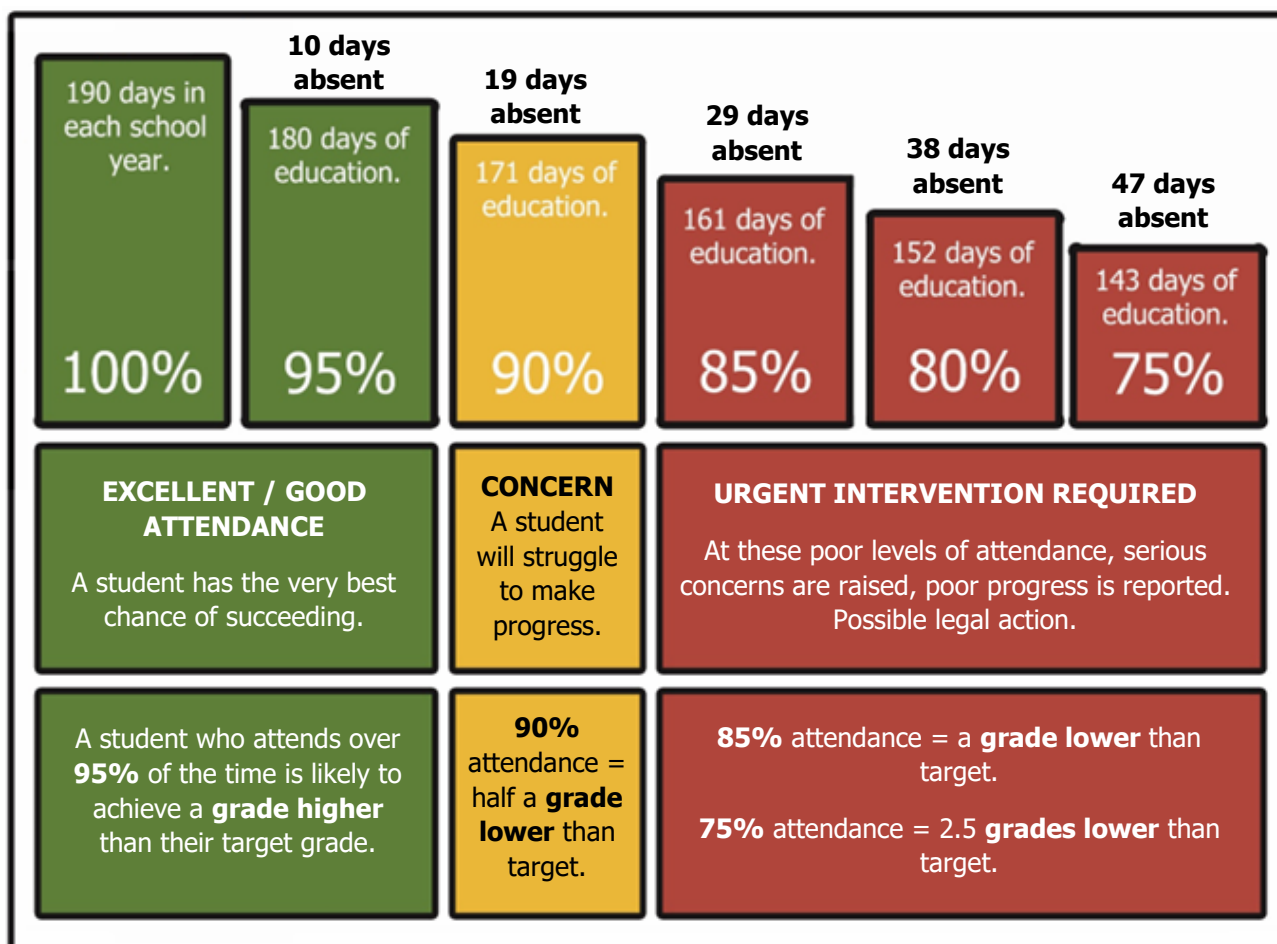 190 days in
each school
year.
100%
10 days
absent
180 days of
education.
95%
19 days
absent
171 days of
education.
90%
29 days
absent
161 days of
education.
85%
38 days
absent
152 days of
education.
80%
47 days
absent
143 days of
education.
75%
EXCELLENT / GOOD
ATTENDANCE
A student has the very best
chance of succeeding.
CONCERN
A student
will struggle
to make
progress.
URGENT INTERVENTION REQUIRED
At these poor levels of attendance, serious
concerns are raised, poor progress is reported.
Possible legal action.
A student who attends over
95% of the time is likely to
achieve a grade higher
than their target grade.
90%
attendance =
half a grade
lower than
target.
85% attendance = a grade lower than
target.
75% attendance = 2.5 grades lower than
target.